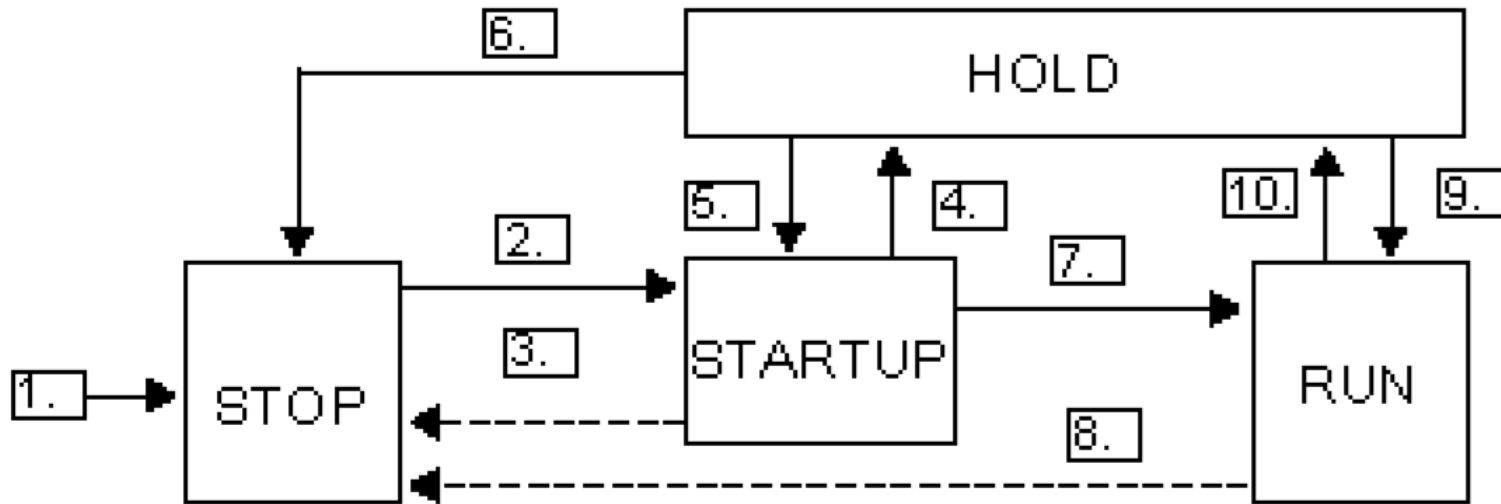 6.
HOLD
5.
4.
10.
9.
2.
7.
3.
1.
STOP
STARTUP
RUN
8.